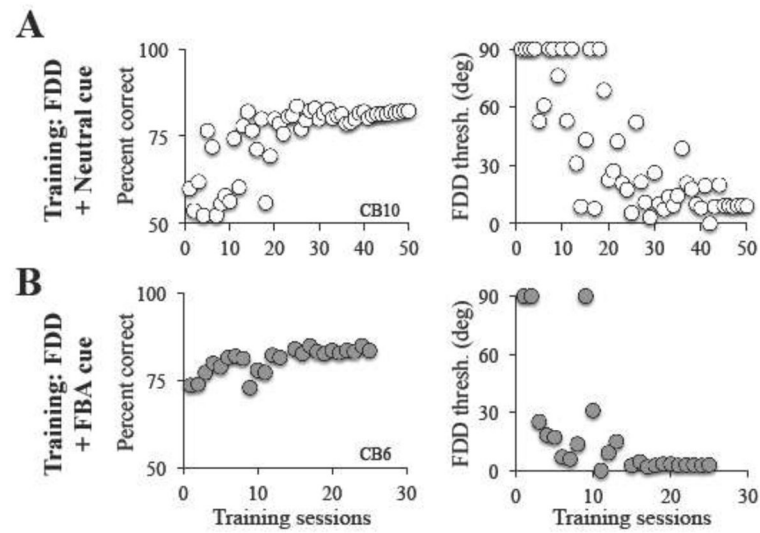 A
Training: FDD
+ Neutral cue
Percent correct
100
75
50
0 10 20 30 40 50
CB10
FDD thresh. (deg)
90
60
30
0
0 10 20 30 40 50
B
Training: FDD
+ FBA cue
Percent correct
100
75
50
0 10 20 30
CB6
Training sessions
FDD thresh. (deg)
90
60
30
0
0 10 20 30
Training sessions